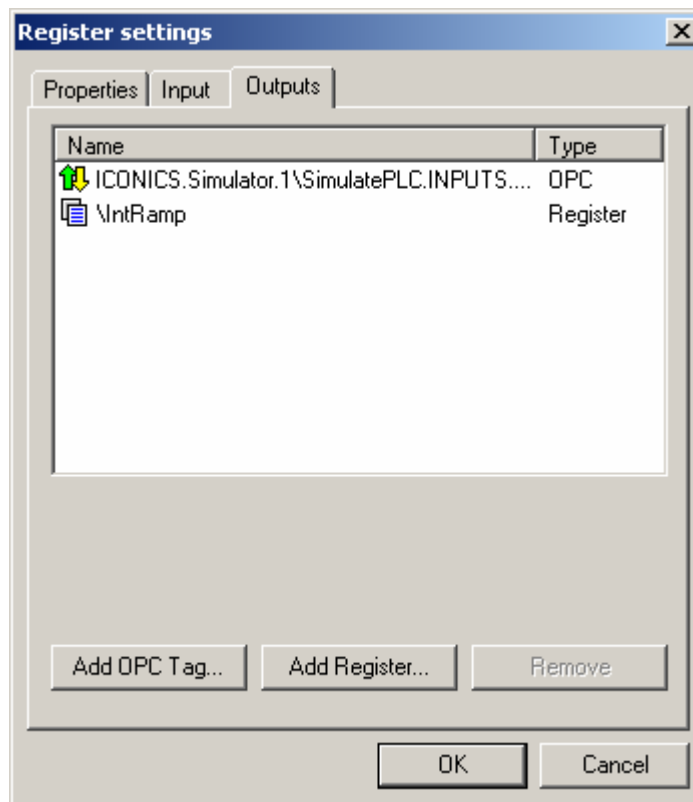 Register settings
Properties Input Outputs
Name Type
ICONICS.Simulator.1\SimulatePLC.INPUTS.... OPC
\IntRamp Register
Add OPC Tag... Add Register... Remove
OK Cancel